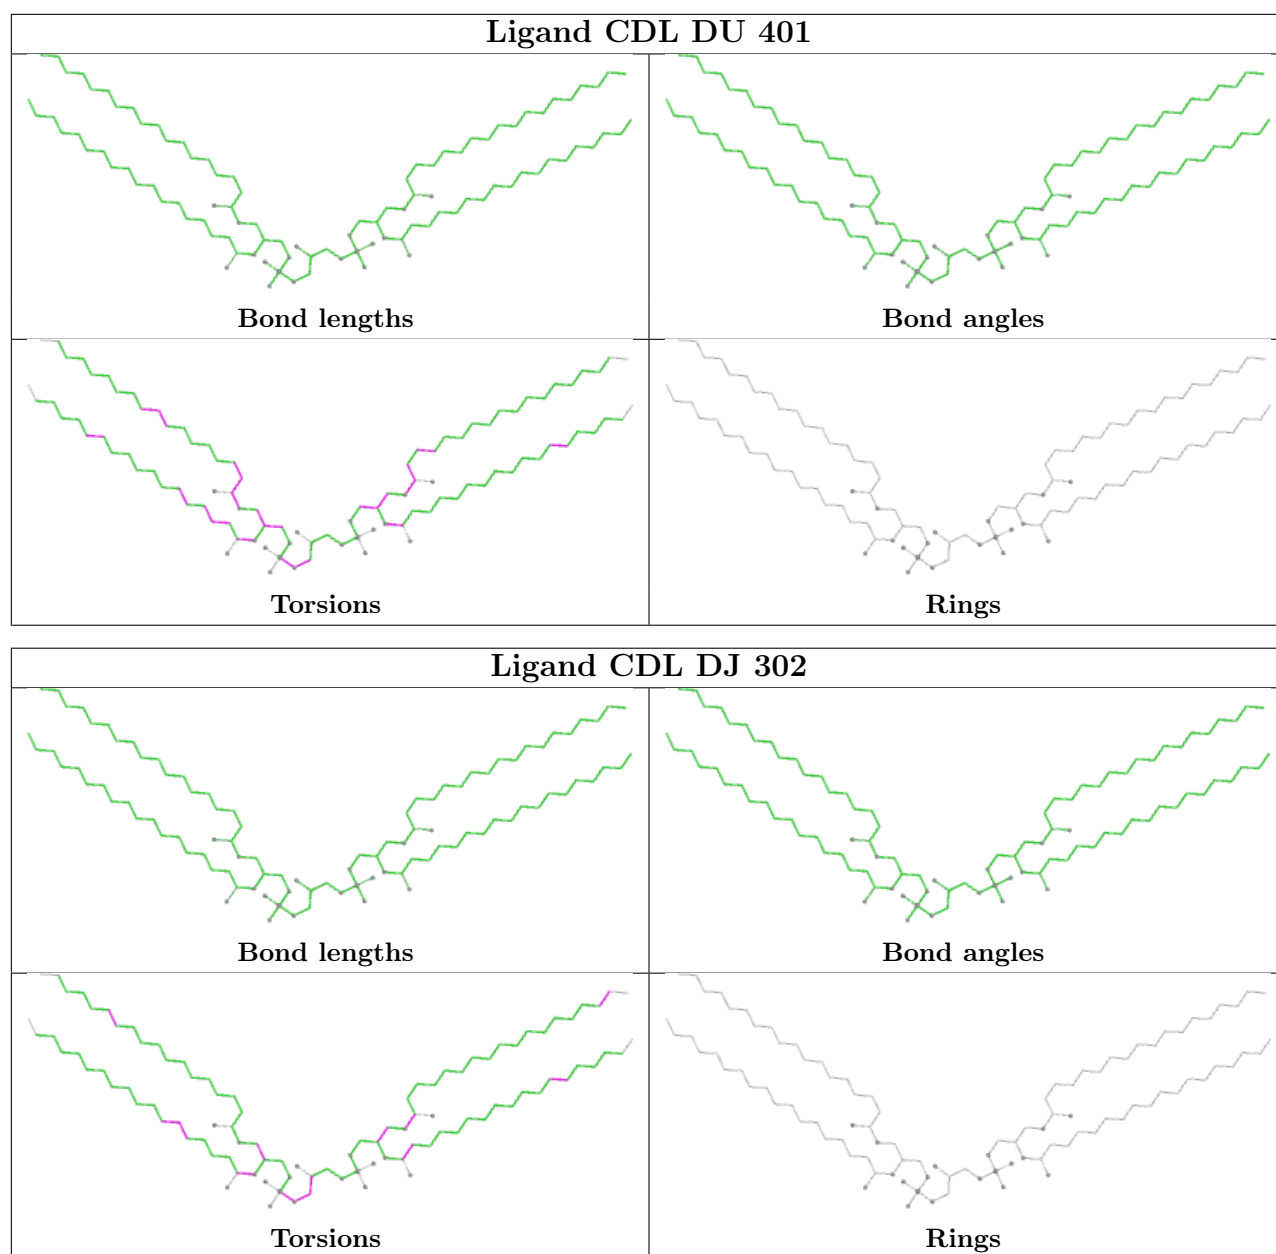 Ligand CDL DU 401
Bond lengths
Bond angles
Torsions
Rings
Ligand CDL DJ 302
Bond lengths
Bond angles
Torsions
Rings